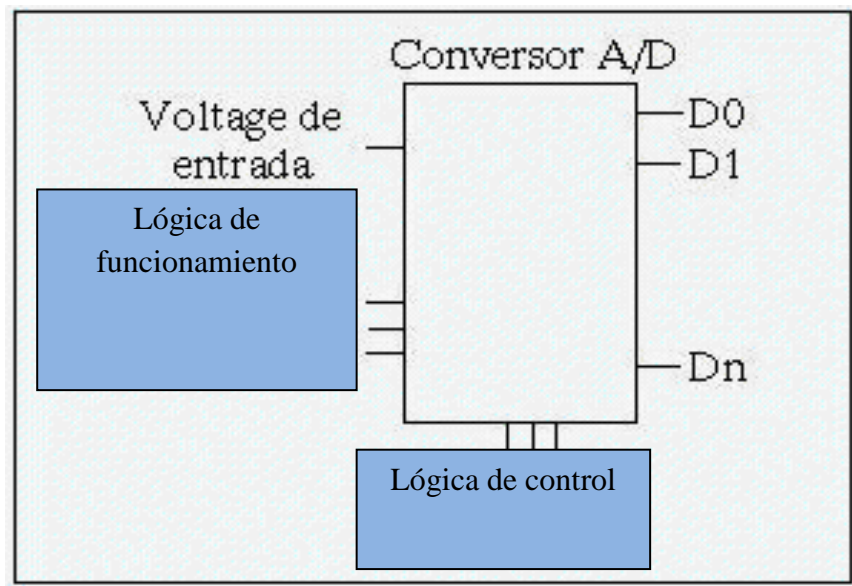 Conversor A/D
Voltage de
entrada
D0
D1
Lógica de
funcionamiento
Dn
Lógica de control